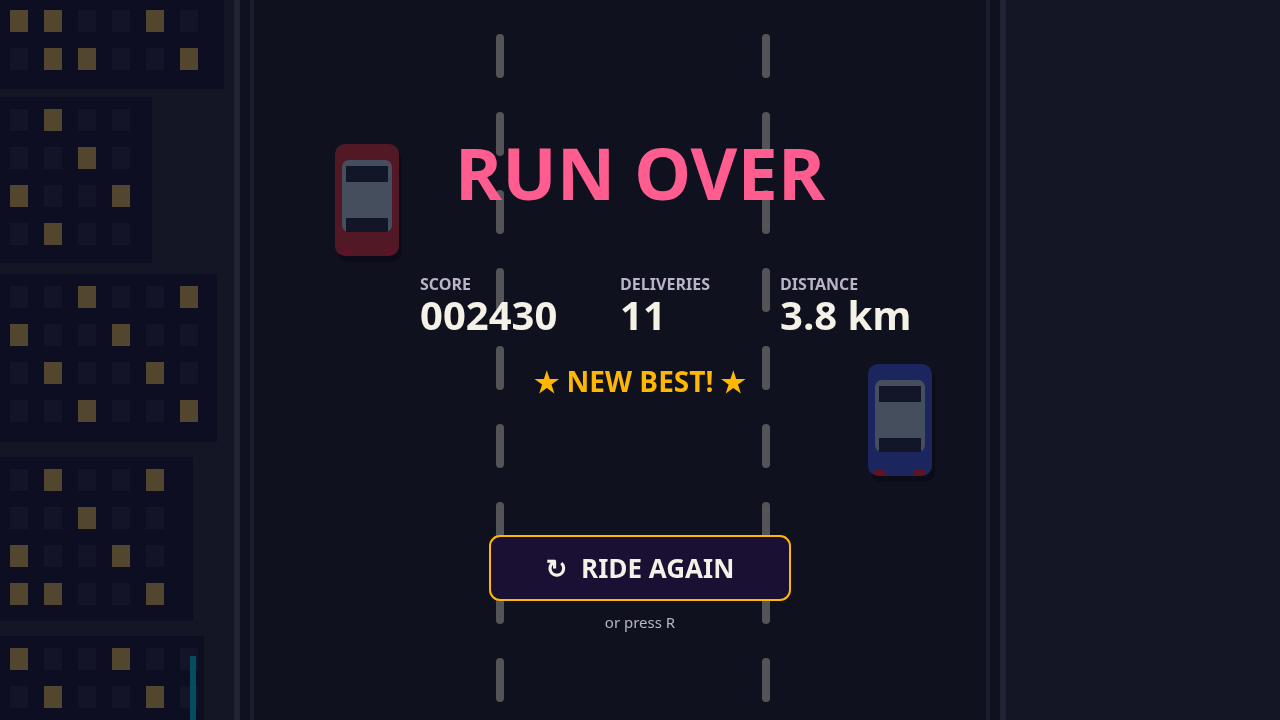 RUN OVER
SCORE DELIVERIES DISTANCE
002430 11 3.8 km
★ NEW BEST! ★
↻ RIDE AGAIN
or press R